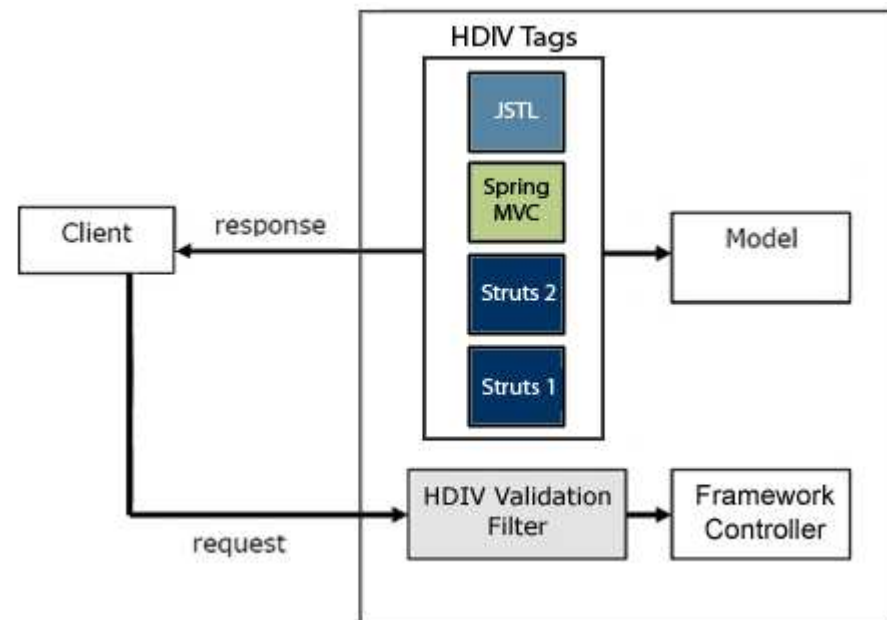 HDIV Tags
JSTL
Spring
MVC
Struts 2
Struts 1
Client
response
Model
HDIV Validation
Filter
Framework
Controller
request